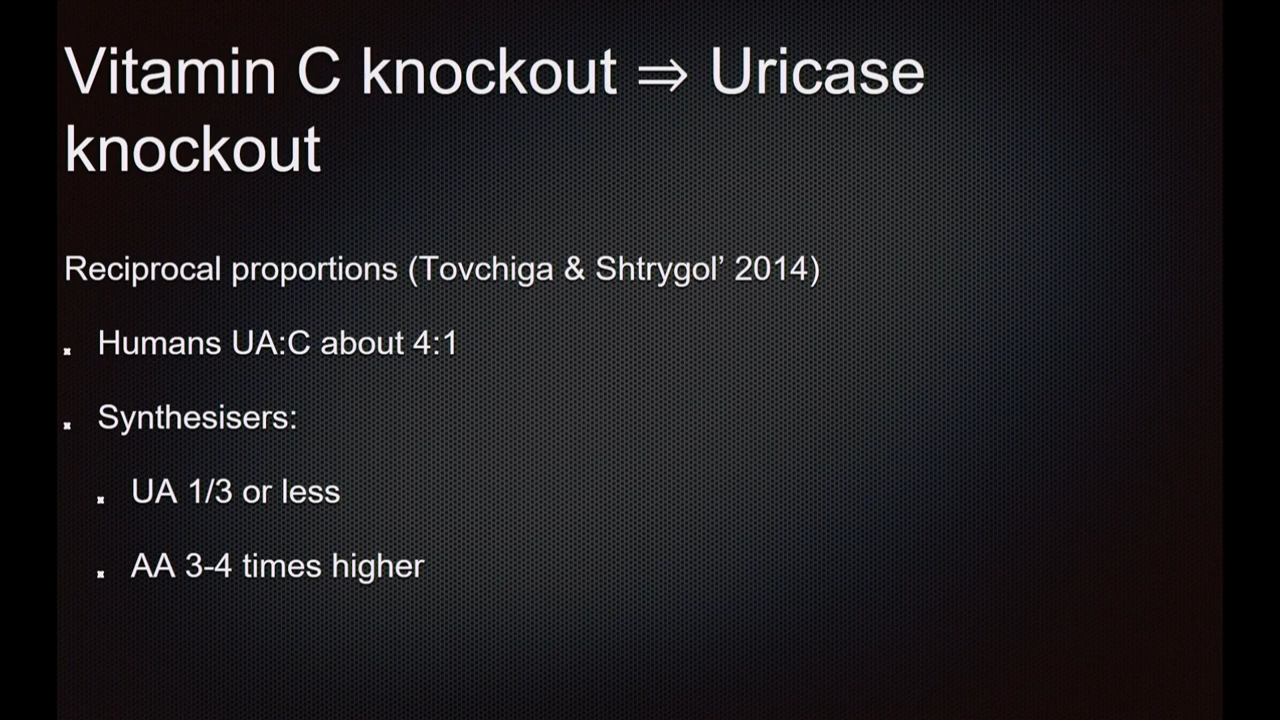 Vitamin C knockout ⇒ Uricase
knockout
Reciprocal proportions (Tovchiga & Shtrygol’ 2014)
Humans UA:C about 4:1
Synthesisers:
UA 1/3 or less
AA 3-4 times higher